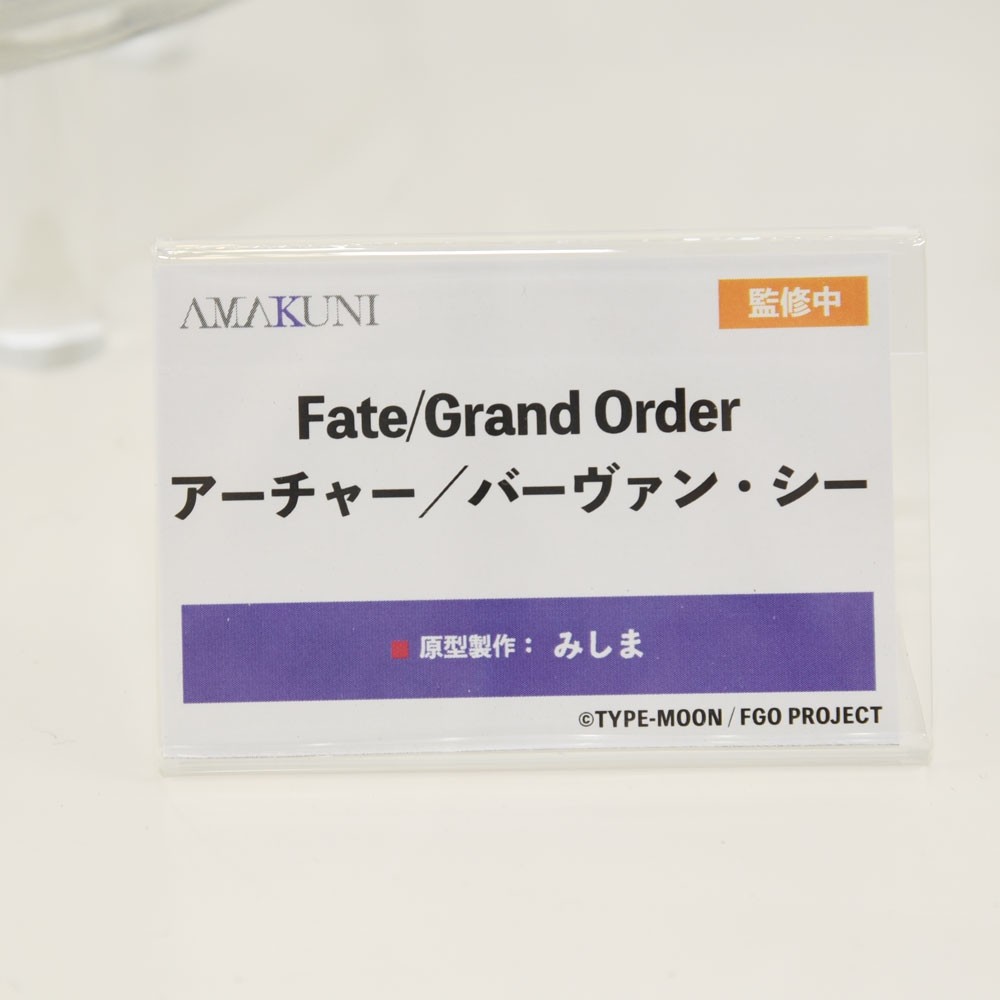 AMAKUNI
監修中
Fate/Grand Order
アーチャー／バーヴァン・シー
■ 原型製作： みしま
©TYPE-MOON / FGO PROJECT